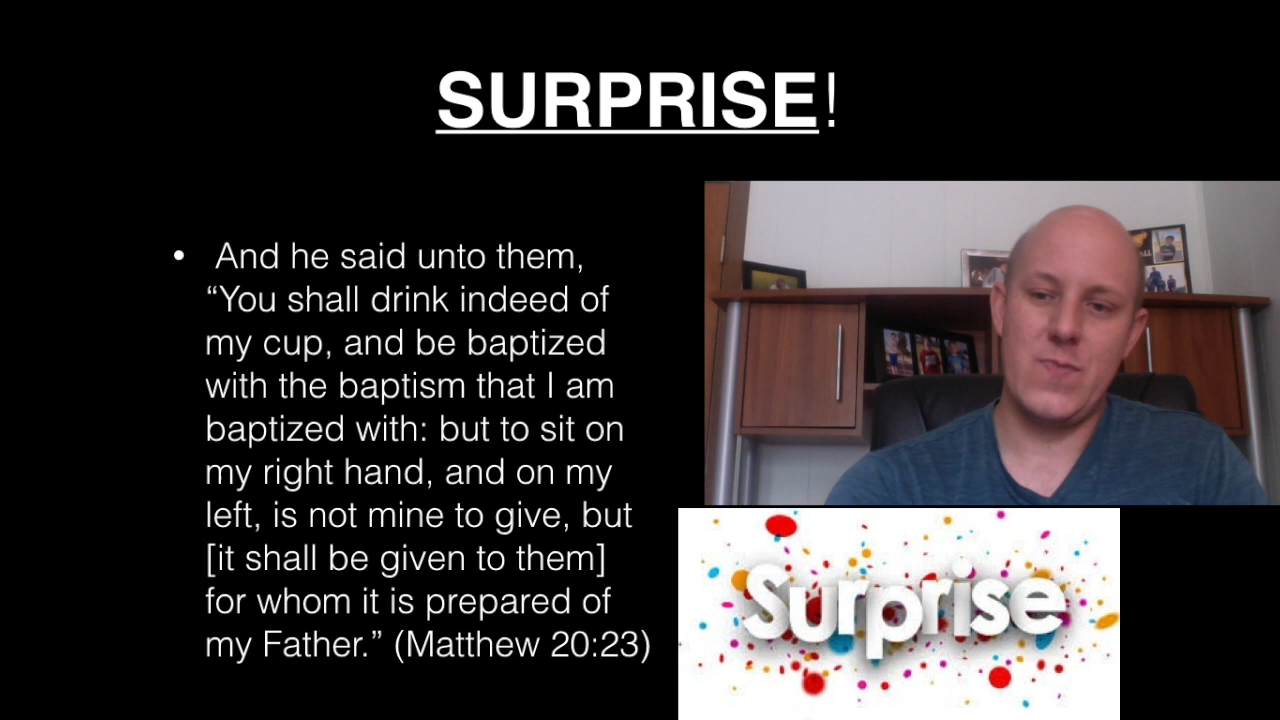 SURPRISE!
• And he said unto them,
“You shall drink indeed of
my cup, and be baptized
with the baptism that I am
baptized with: but to sit on
my right hand, and on my
left, is not mine to give, but
[it shall be given to them]
for whom it is prepared of
my Father.” (Matthew 20:23)
Surprise